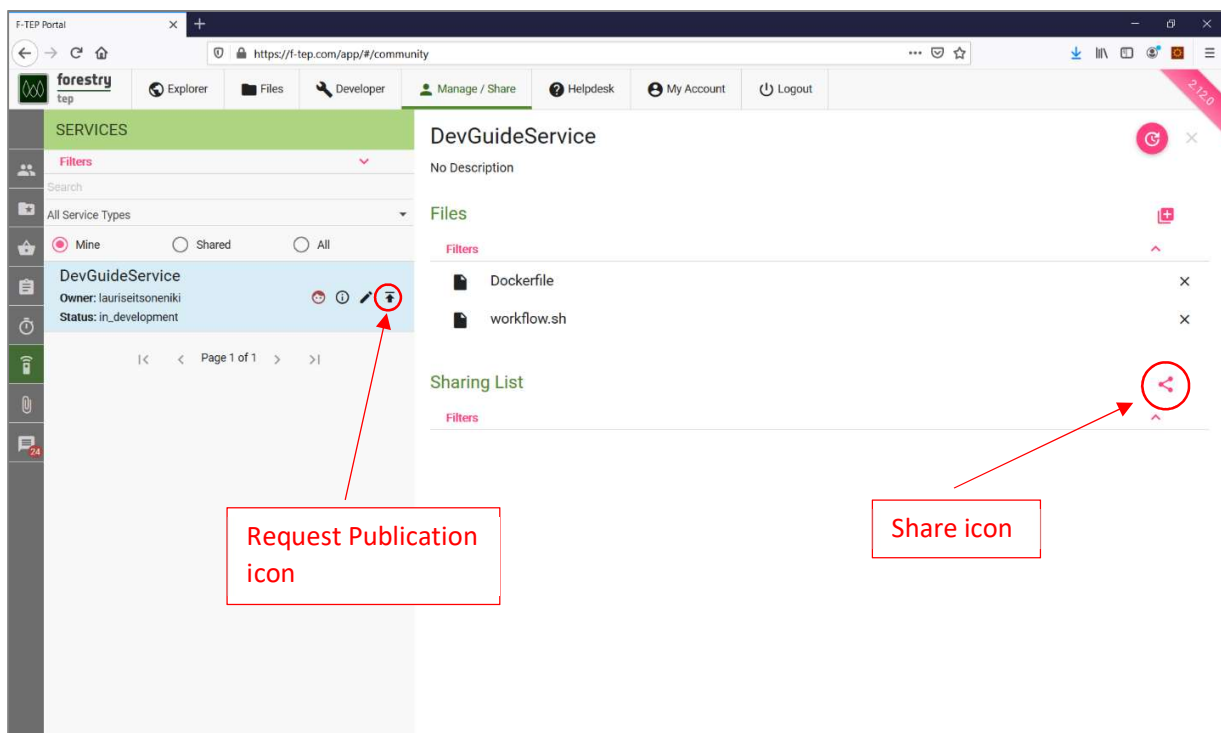 F-TEP Portal
https://f-tep.com/app/#/community
forestry
tep
Explorer
Files
Developer
Manage / Share
Helpdesk
My Account
Logout
2.12.0
SERVICES
Filters
Search
All Service Types
Mine
Shared
All
DevGuideService
Owner: lauriseitsoneniki
Status: in_development
Page 1 of 1
24
DevGuideService
No Description
Files
Filters
Dockerfile
workflow.sh
Sharing List
Filters
Request Publication
icon
Share icon